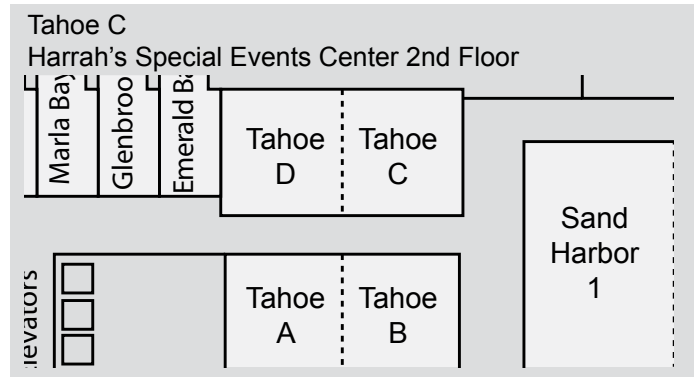 Tahoe C
Harrah's Special Events Center 2nd Floor
Marla Bay
Glenbroo
Emerald Ba
Tahoe
D
Tahoe
C
Sand
Harbor
1
levators
Tahoe
A
Tahoe
B